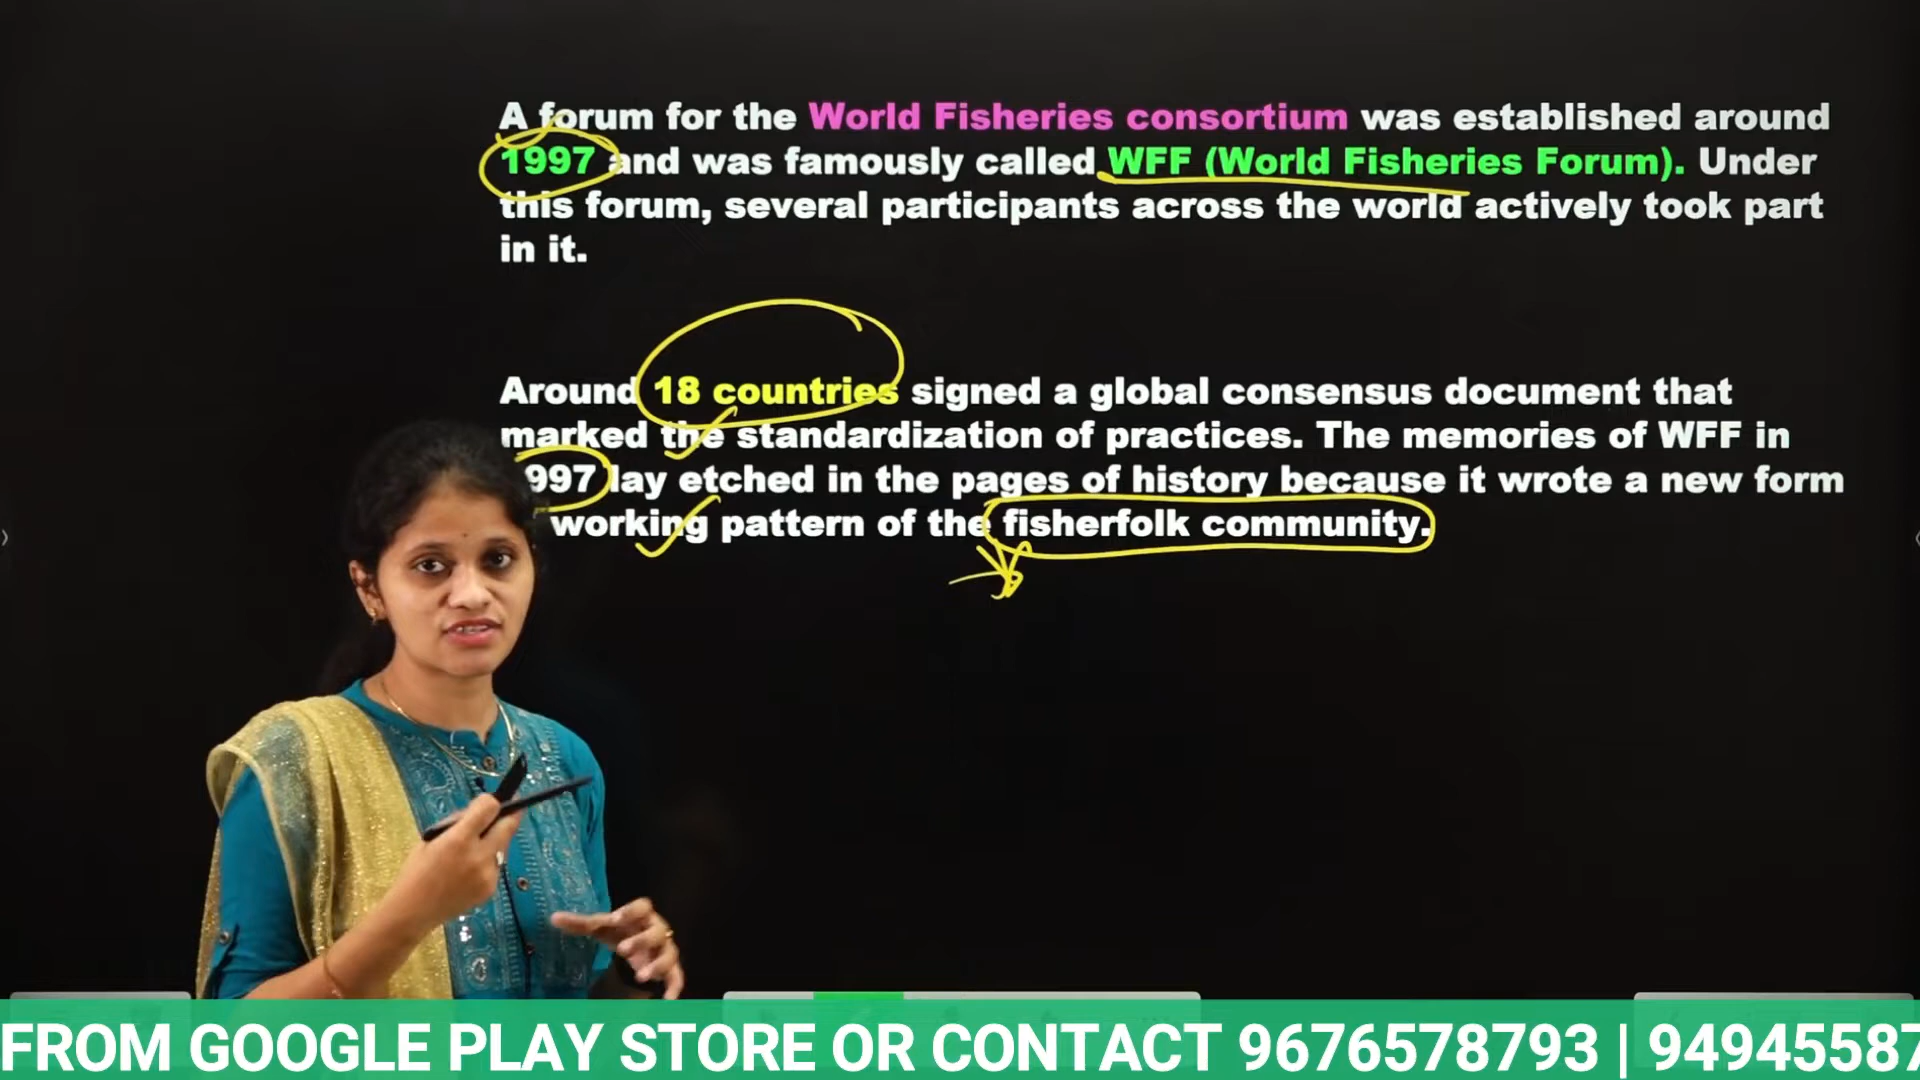 A forum for the World Fisheries consortium was established around
1997 and was famously called WFF (World Fisheries Forum). Under
this forum, several participants across the world actively took part
in it.
Around 18 countries signed a global consensus document that
marked the standardization of practices. The memories of WFF in
997 lay etched in the pages of history because it wrote a new form
working pattern of the fisherfolk community.
FROM GOOGLE PLAY STORE OR CONTACT 9676578793 | 94945587